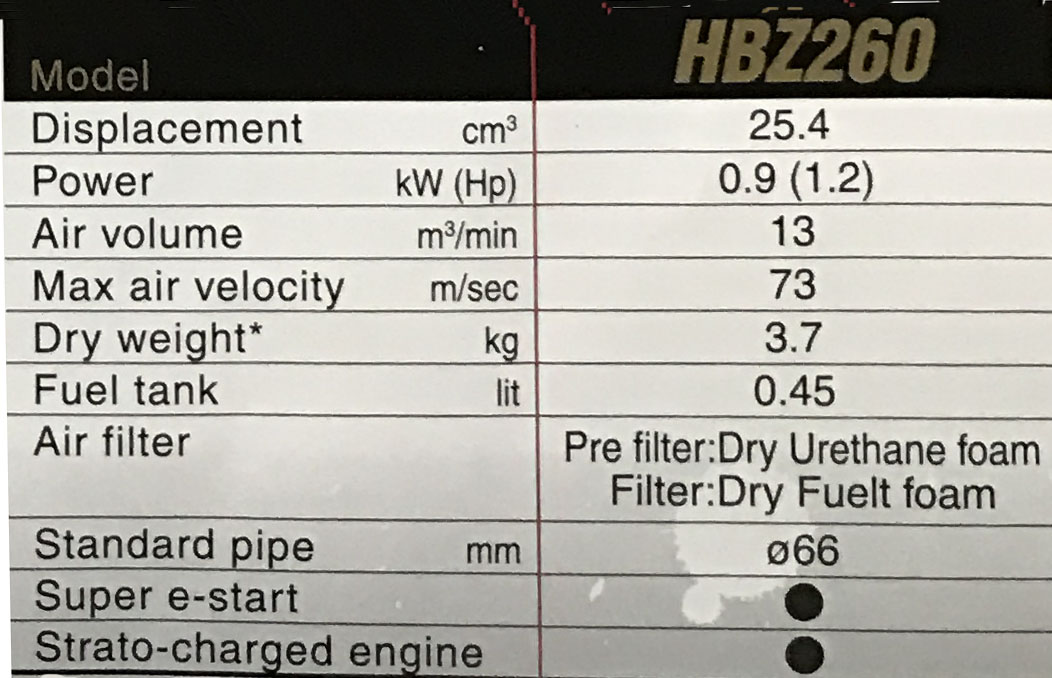 Model HBZ260
Displacement cm³ 25.4
Power kW (Hp) 0.9 (1.2)
Air volume m³/min 13
Max air velocity m/sec 73
Dry weight* kg 3.7
Fuel tank lit 0.45
Air filter Pre filter:Dry Urethane foam
Filter:Dry Fuelt foam
Standard pipe mm ø66
Super e-start ●
Strato-charged engine ●